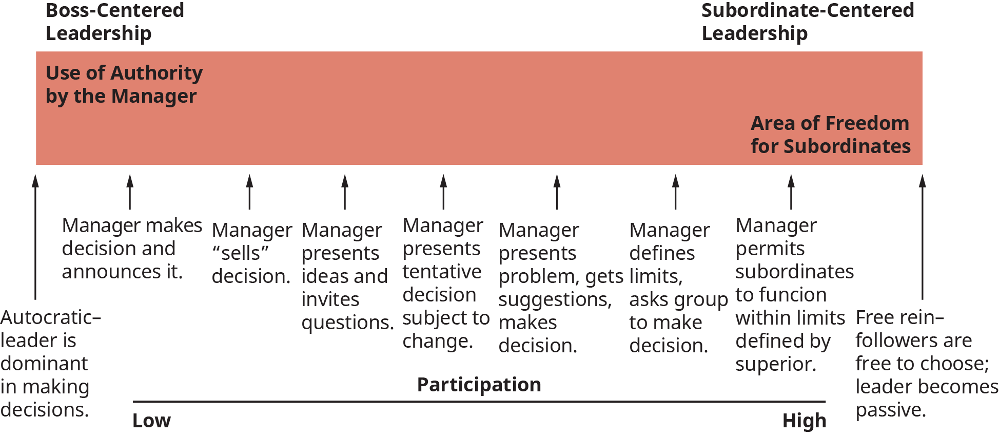 Boss-Centered
Leadership
Subordinate-Centered
Leadership
Use of Authority
by the Manager
Area of Freedom
for Subordinates
Autocratic–
leader is
dominant
in making
decisions.
Manager makes
decision and
announces it.
Manager
“sells”
decision.
Manager
presents
ideas and
invites
questions.
Manager
presents
tentative
decision
subject to
change.
Manager
presents
problem, gets
suggestions,
makes
decision.
Manager
defines
limits,
asks group
to make
decision.
Manager
permits
subordinates
to funcion
within limits
defined by
superior.
Free rein–
followers are
free to choose;
leader becomes
passive.
Participation
Low
High